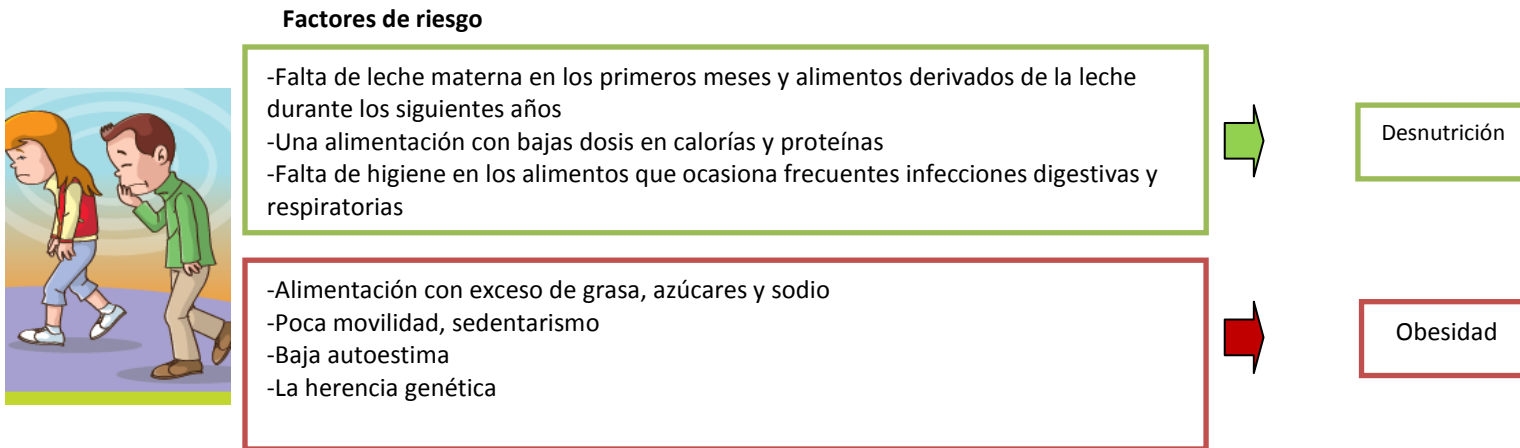 Factores de riesgo
-Falta de leche materna en los primeros meses y alimentos derivados de la leche
durante los siguientes años
-Una alimentación con bajas dosis en calorías y proteínas
-Falta de higiene en los alimentos que ocasiona frecuentes infecciones digestivas y
respiratorias
Desnutrición
-Alimentación con exceso de grasa, azúcares y sodio
-Poca movilidad, sedentarismo
-Baja autoestima
-La herencia genética
Obesidad